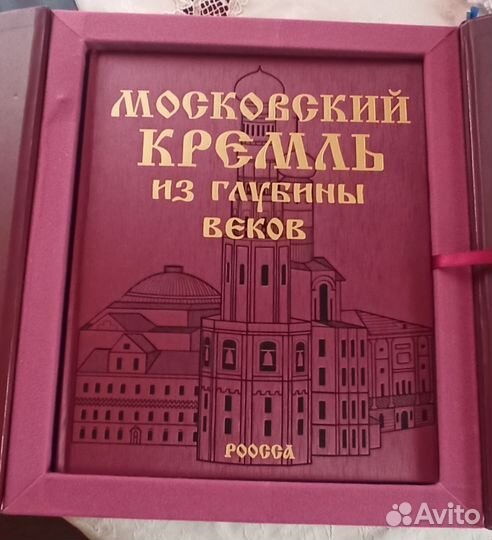 МОСКОВСКИЙ
КРЕМЛЬ
ИЗ ГЛУБИНЫ
ВЕКОВ
РООССА
Avito